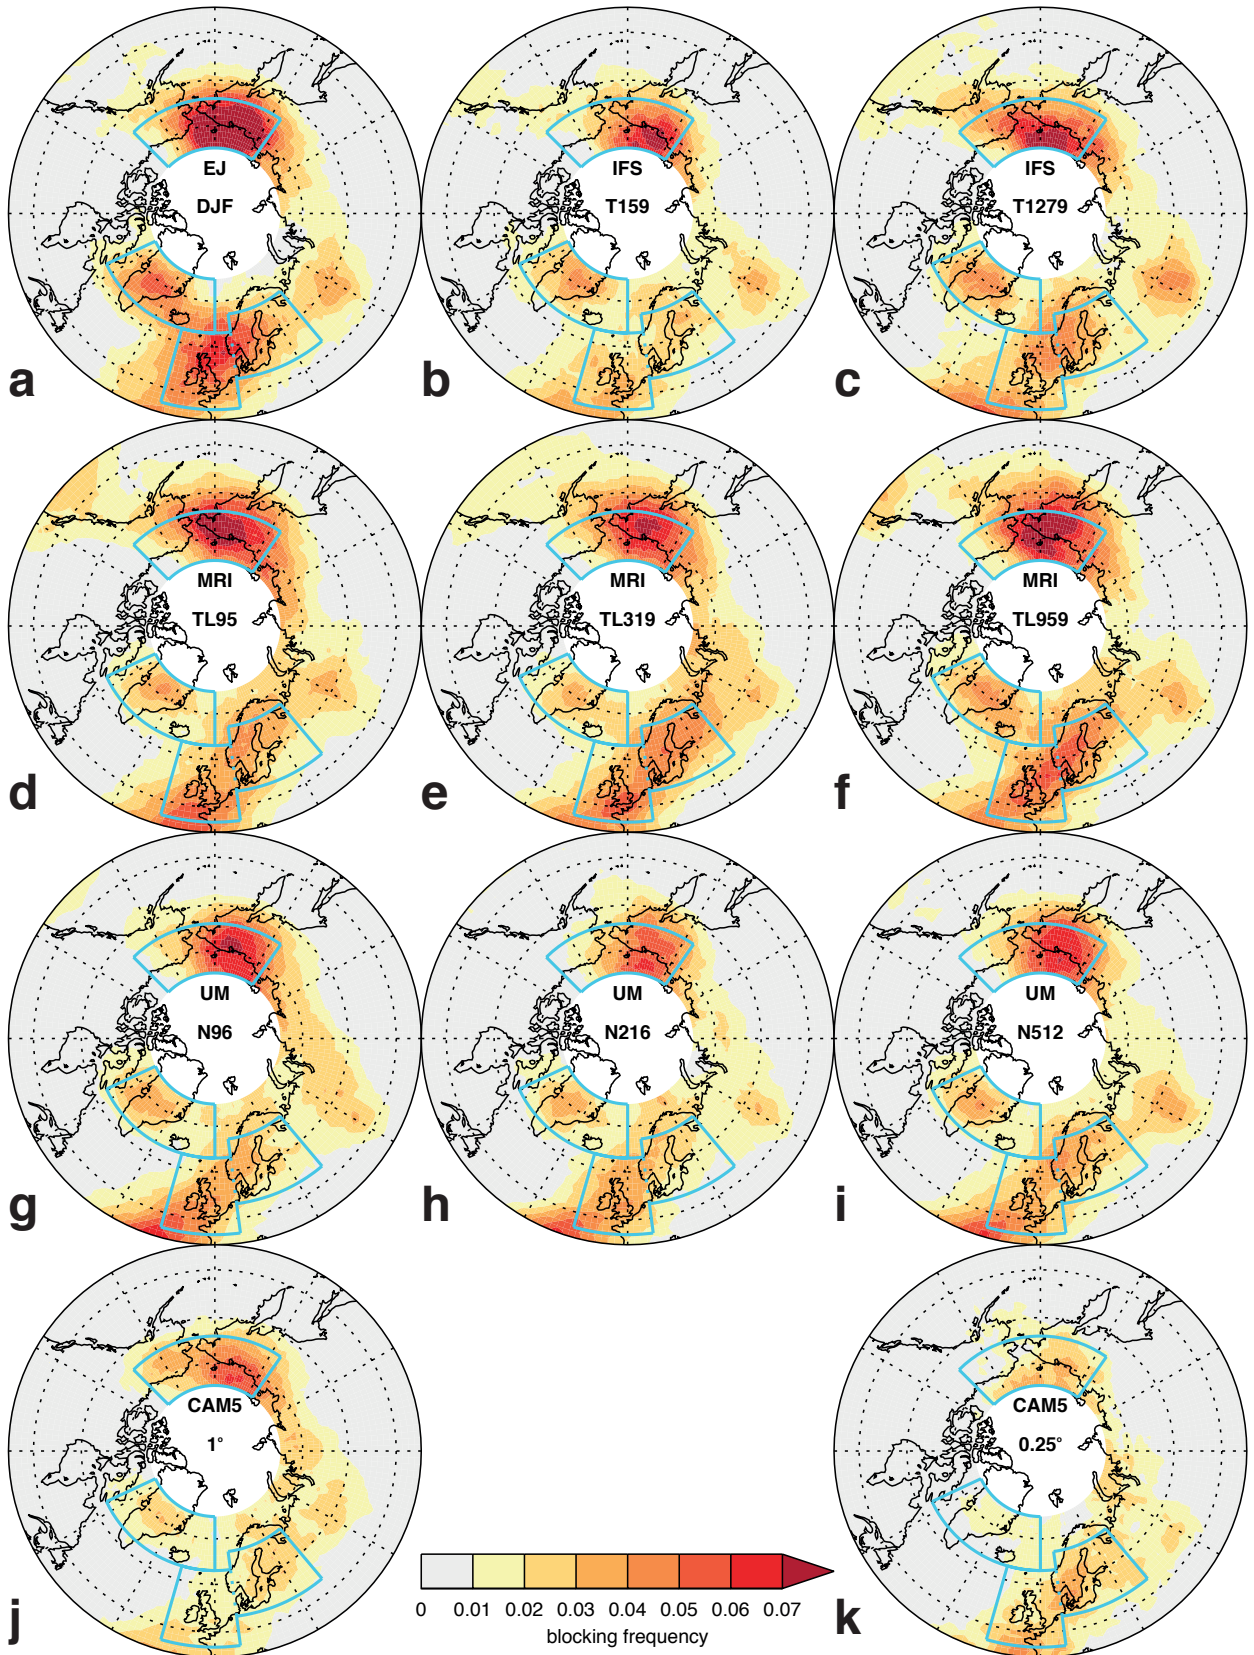 EJ
DJF
a
IFS
T159
b
IFS
T1279
c
MRI
TL95
d
MRI
TL319
e
MRI
TL959
f
UM
N96
g
UM
N216
h
UM
N512
i
CAM5
1°
j
CAM5
0.25°
k
0 0.01 0.02 0.03 0.04 0.05 0.06 0.07
blocking frequency